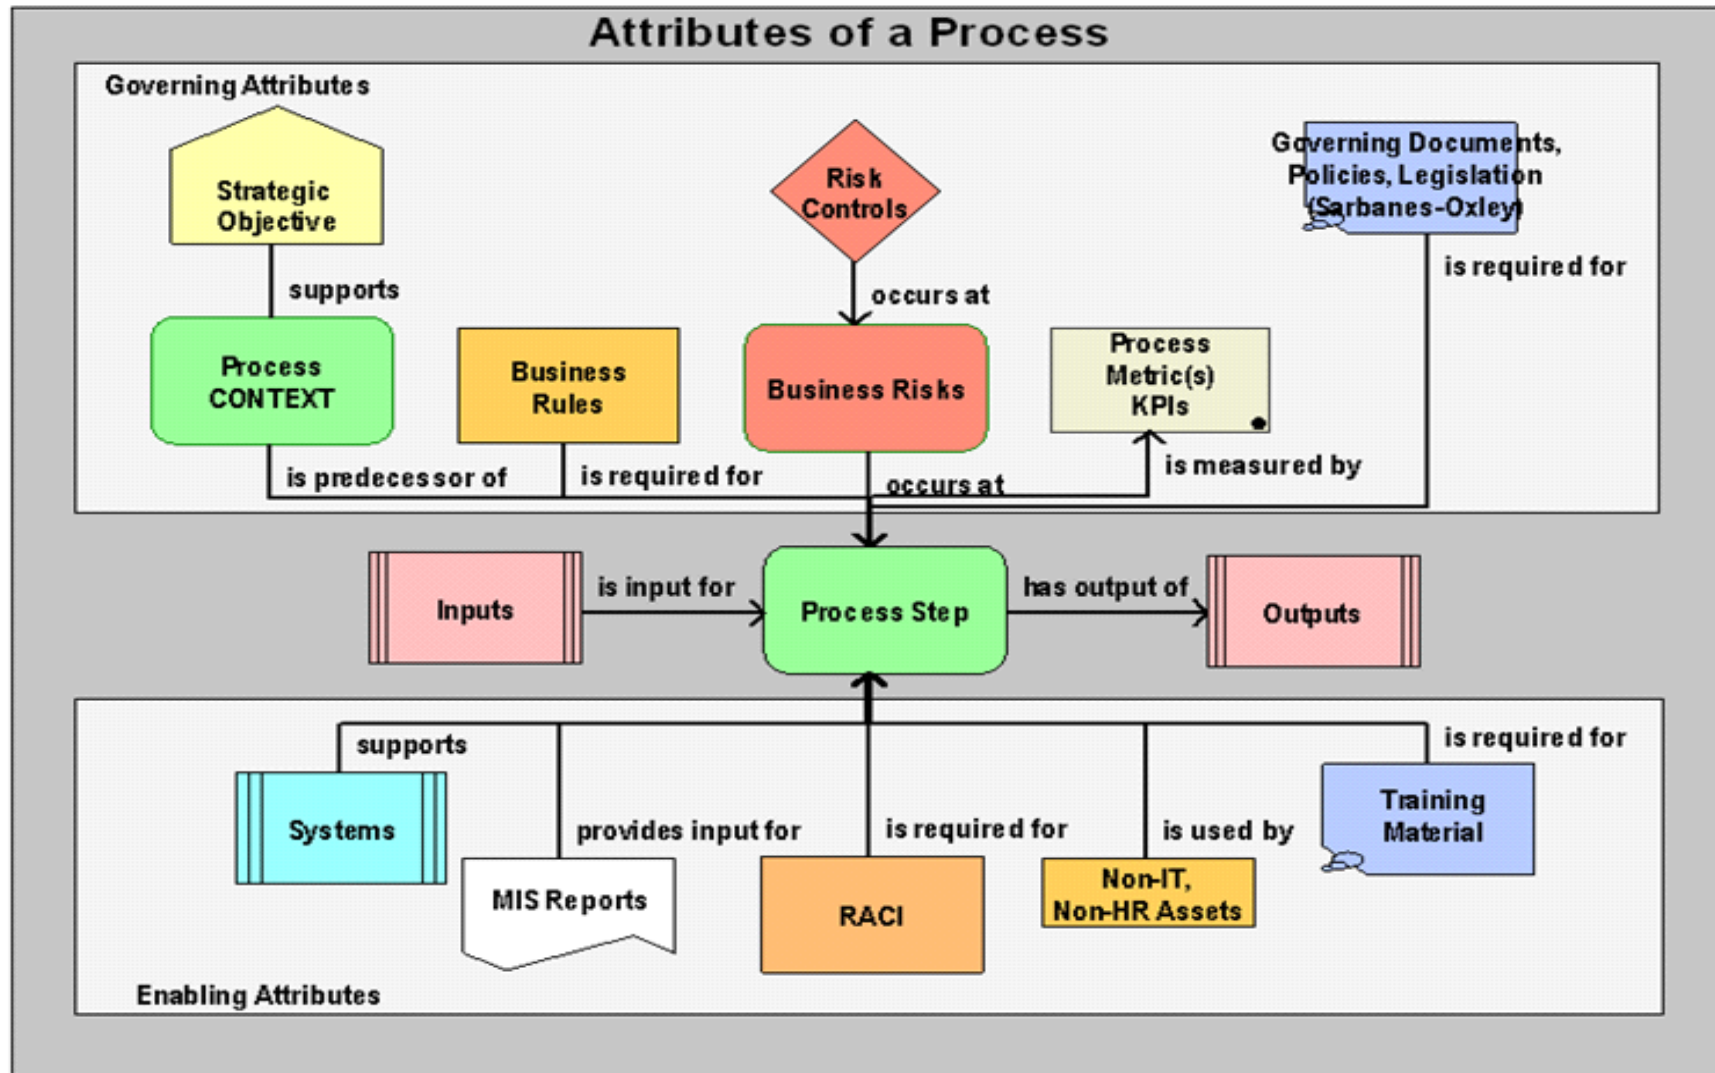 Attributes of a Process
Governing Attributes
Strategic
Objective
supports
Process
CONTEXT
is predecessor of
Business
Rules
is required for
Risk
Controls
occurs at
Business Risks
occurs at
Process
Metric(s)
KPIs
is measured by
Governing Documents,
Policies, Legislation
(Sarbanes-Oxley)
is required for
Inputs
is input for
Process Step
has output of
Outputs
supports
Systems
provides input for
MIS Reports
is required for
RACI
is used by
Non-IT,
Non-HR Assets
is required for
Training
Material
Enabling Attributes